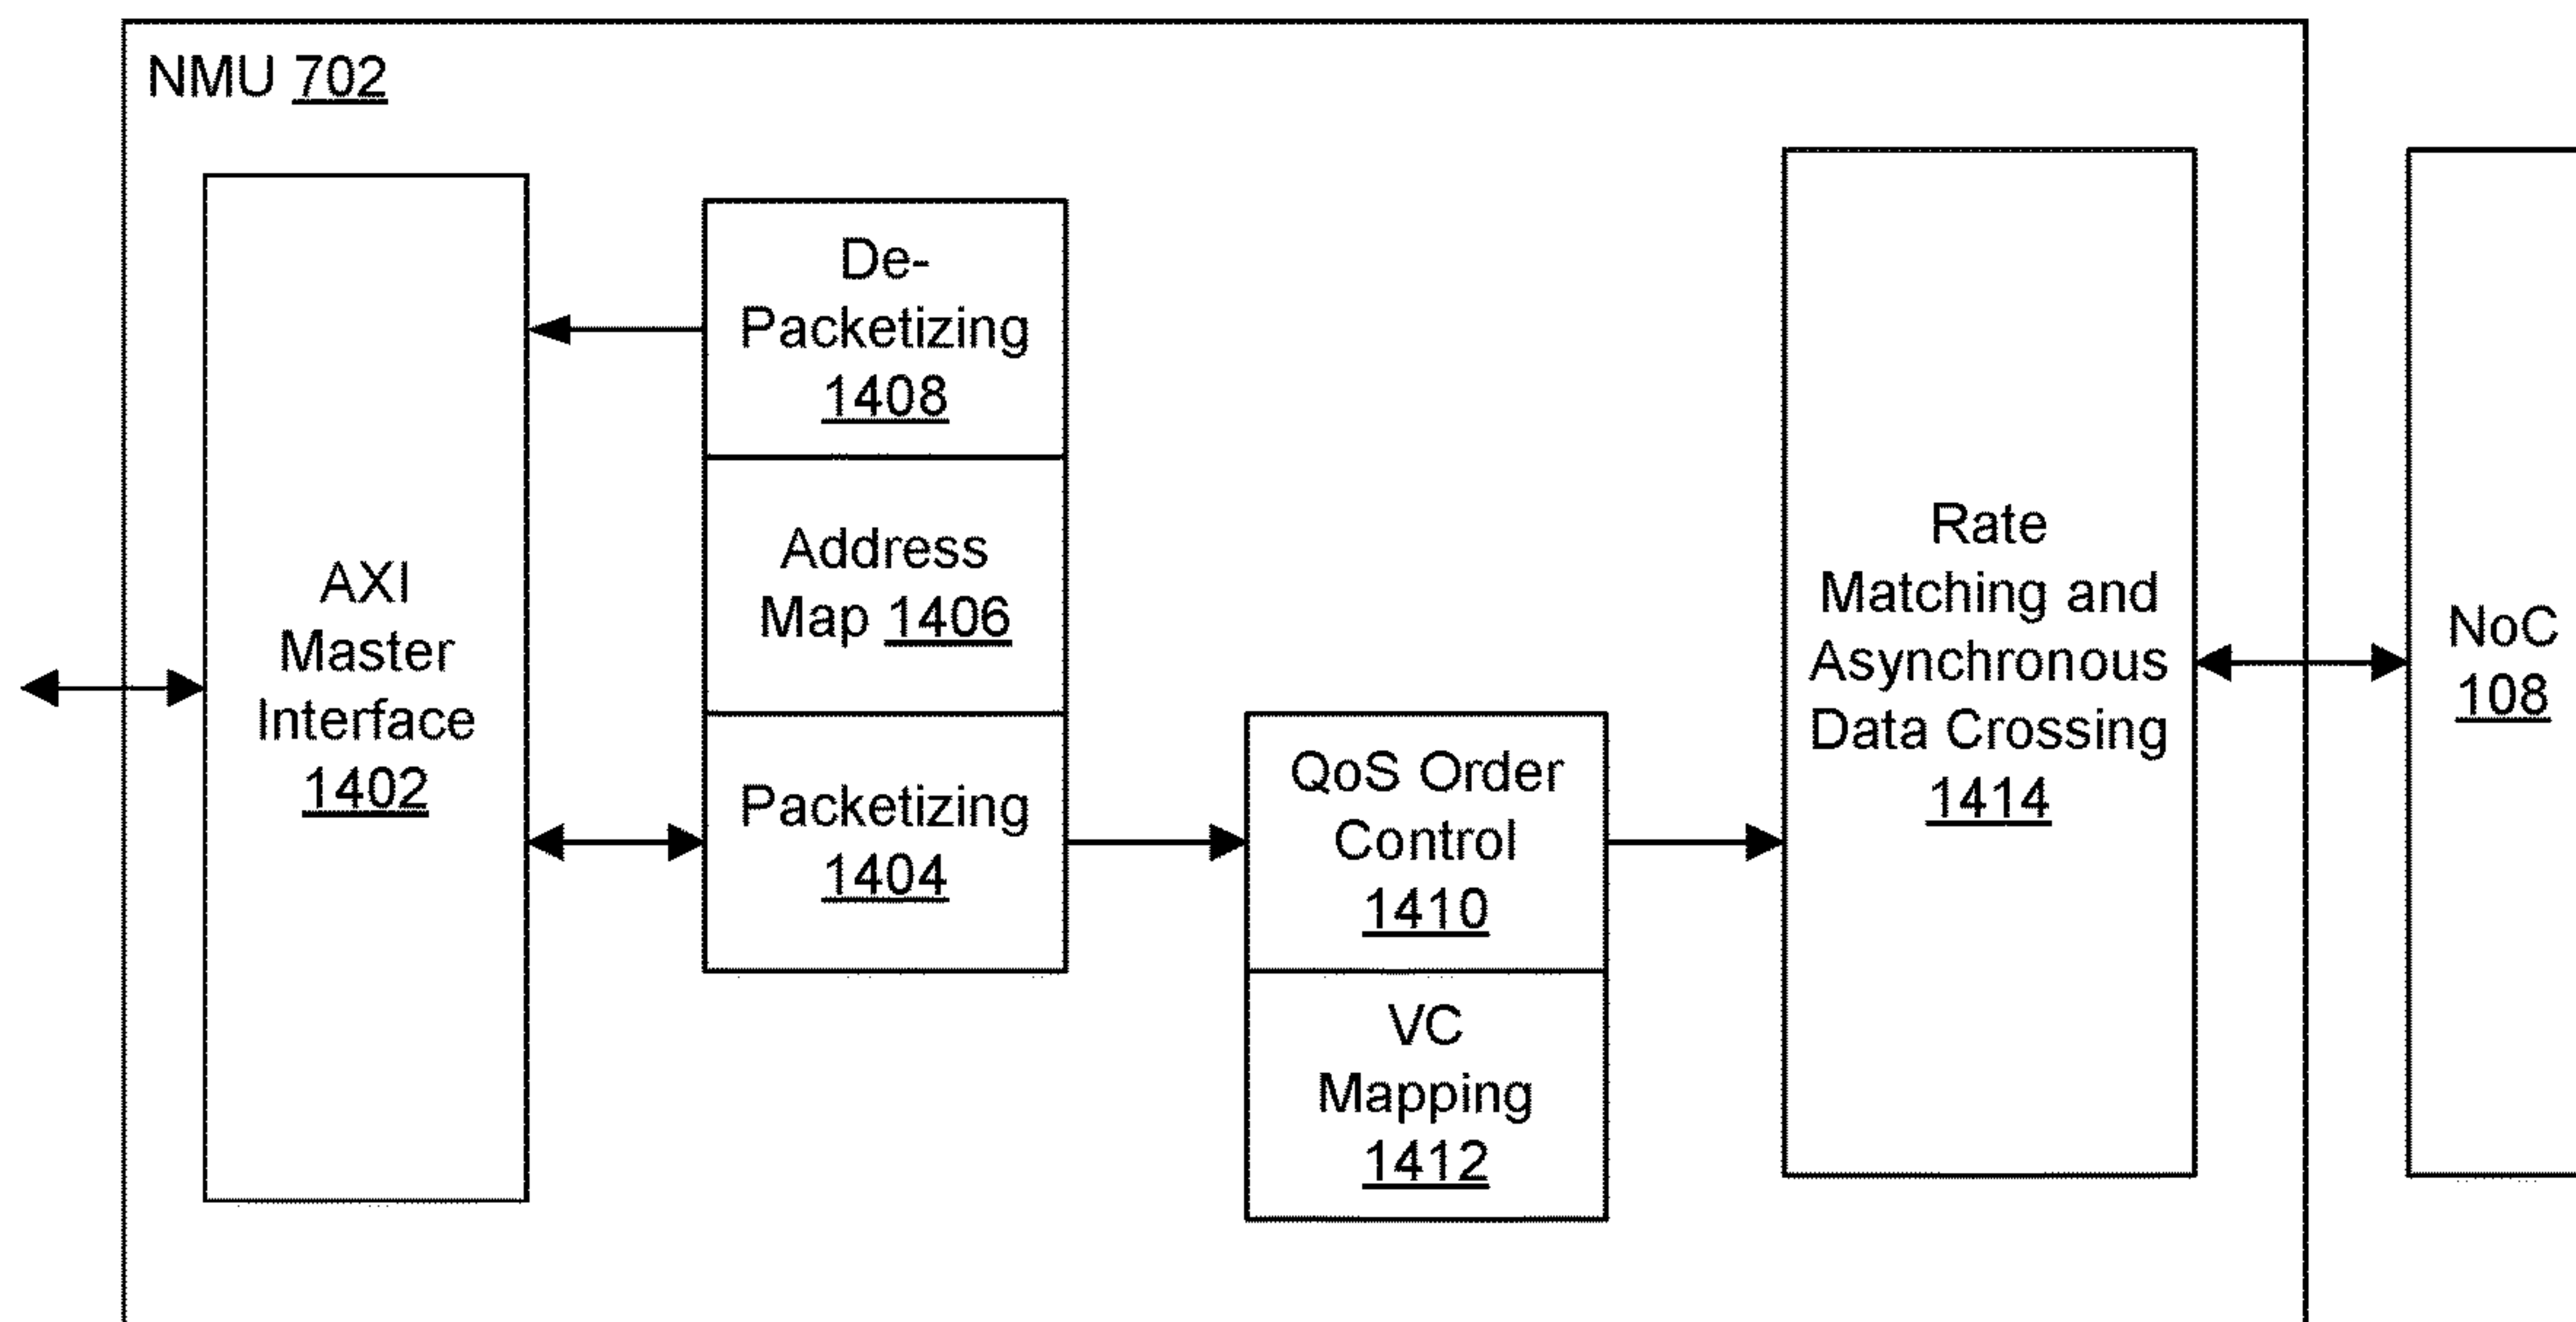 NMU 702
AXI
Master
Interface
1402
De-
Packetizing
1408
Address
Map 1406
Packetizing
1404
QoS Order
Control
1410
VC
Mapping
1412
Rate
Matching and
Asynchronous
Data Crossing
1414
NoC
108